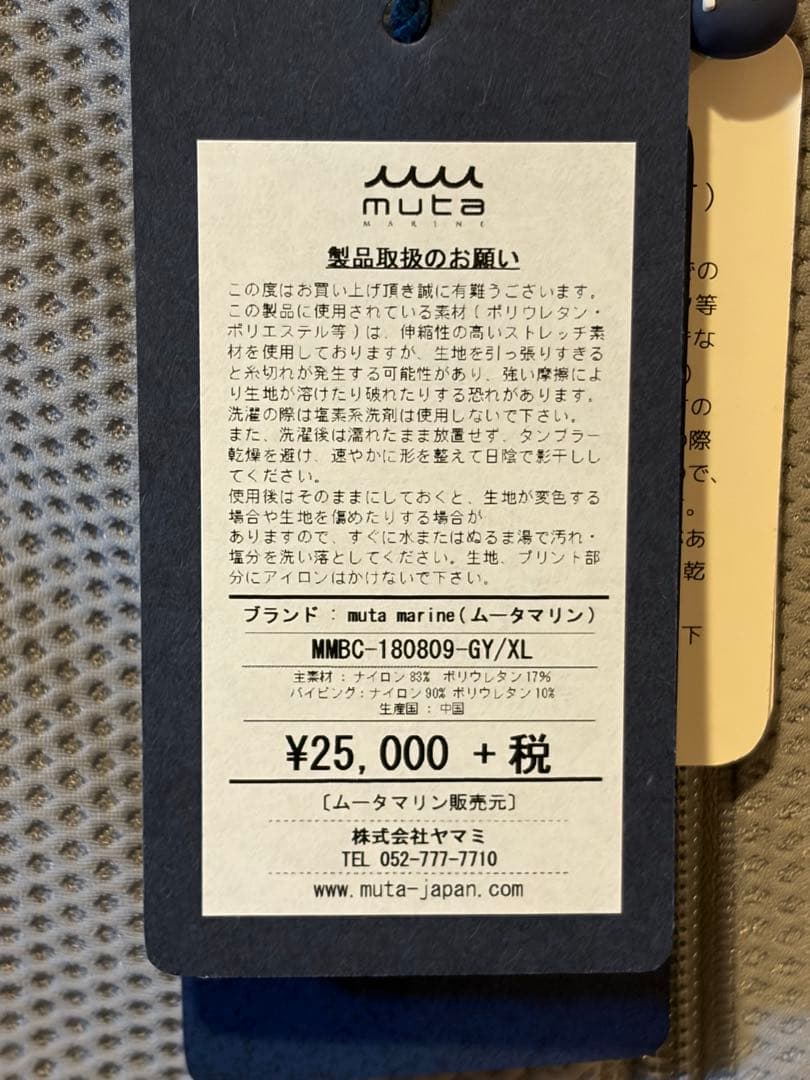 muta
MARINE
製品取扱のお願い
この度はお買い上げ頂き誠に有難うございます。
この製品に使用されている素材(ポリウレタン・
ポリエステル等)は、伸縮性の高いストレッチ素
材を使用しておりますが、生地を引っ張りすぎる
と糸切れが発生する可能性があり、強い摩擦によ
り生地が溶けたり破れたりする恐れがあります。
洗濯の際は塩素系洗剤は使用しないで下さい。
また、洗濯後は濡れたまま放置せず、タンブラー
乾燥を避け、速やかに形を整えて日陰で影干しし
てください。
使用後はそのままにしておくと、生地が変色する
場合や生地を傷めたりする場合が
ありますので、すぐに水またはぬるま湯で汚れ・
塩分を洗い落としてください。生地、プリント部
分にアイロンはかけないで下さい。
ブランド : muta marine(ムータマリン)
MMBC-180809-GY/XL
主素材 : ナイロン83% ポリウレタン17%
パイピング : ナイロン90% ポリウレタン10%
生産国 : 中国
¥25,000 +税
[ムータマリン販売元]
株式会社ヤマミ
TEL 052-777-7710
www.muta-japan.com
)
の
等
な
)
の
際
で、
。
あ
乾
下